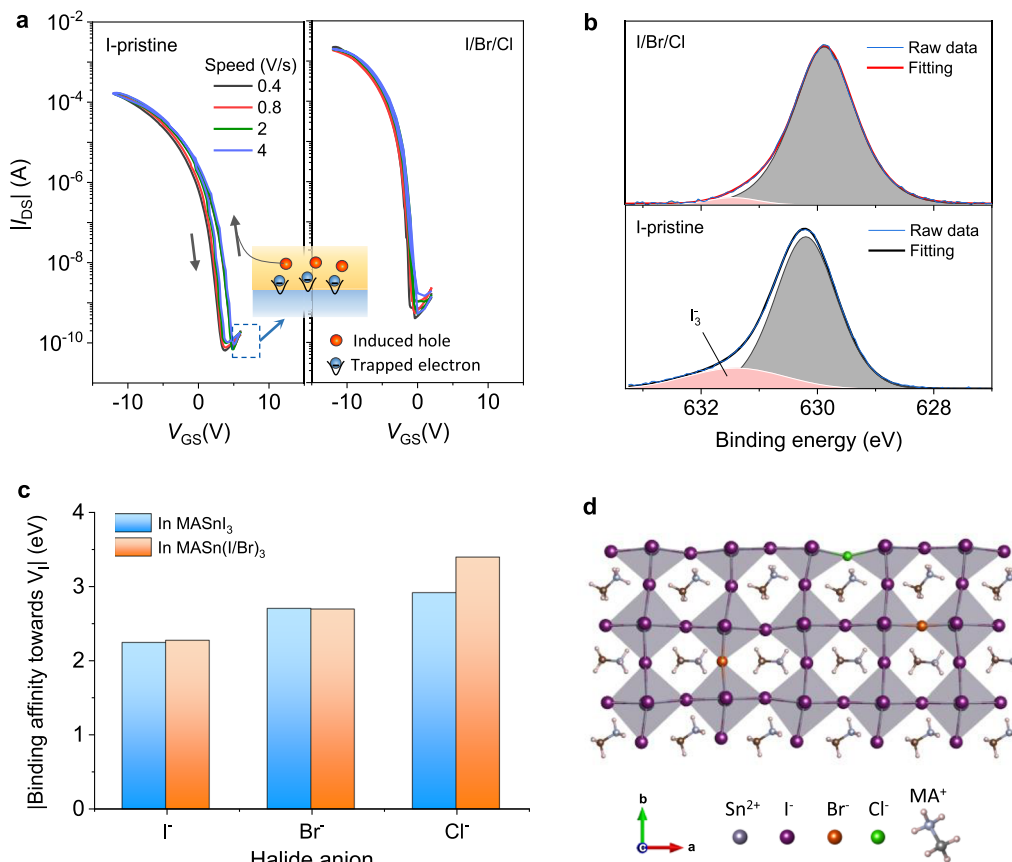 a
I-pristine
Speed (V/s)
0.4
0.8
2
4
10⁻²
10⁻⁴
10⁻⁶
10⁻⁸
10⁻¹⁰
|I_DS| (A)
-10
0
10
V_GS(V)
I/Br/Cl
Induced hole
Trapped electron
-10
0
10
V_GS(V)
b
I/Br/Cl
Raw data
Fitting
I-pristine
Raw data
Fitting
I⁻₃
632
630
628
Binding energy (eV)
c
In MASnI₃
In MASn(I/Br)₃
4
3
2
1
0
|Binding affinity towards V_I| (eV)
I⁻
Br⁻
Cl⁻
Halide anion
d
b
c
a
Sn²⁺
I⁻
Br⁻
Cl⁻
MA⁺